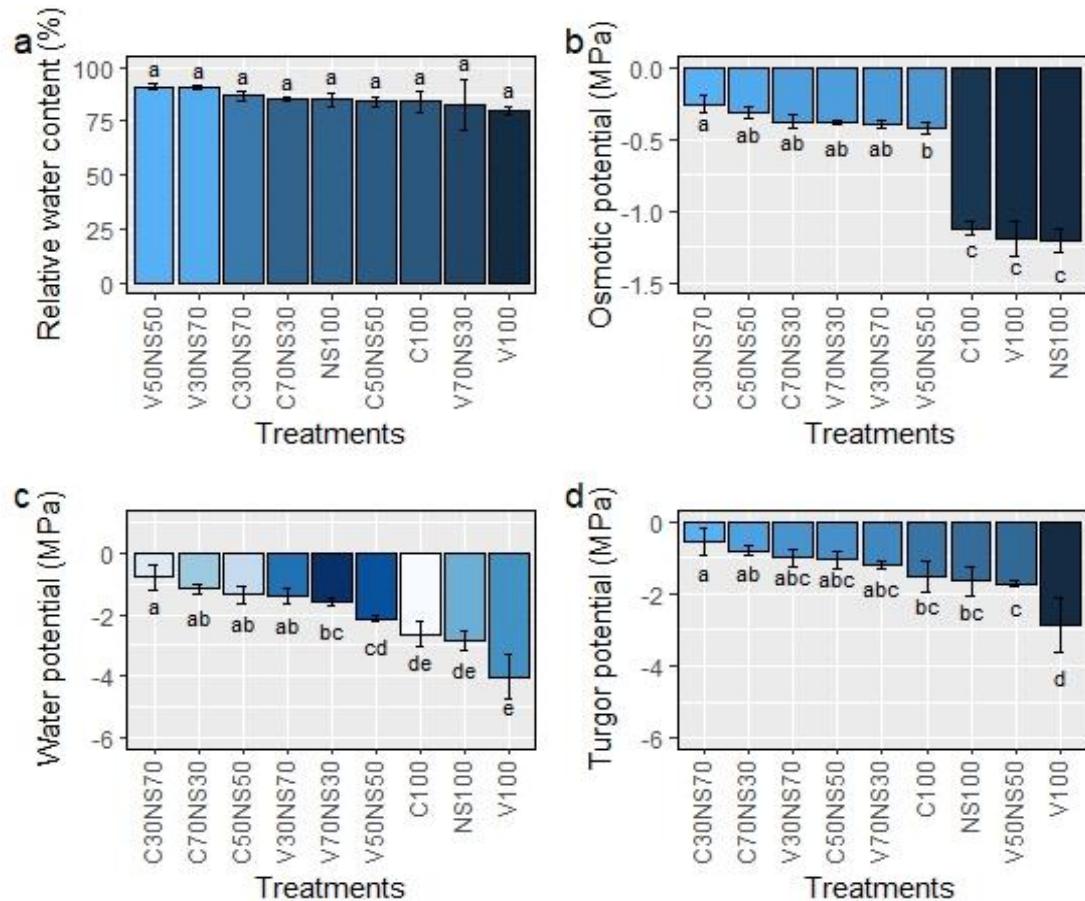 a
Relative water content (%)
100
75
50
25
0
a a a a a a a a a
V50NS50 V30NS70 C30NS70 C70NS30 NS100 C50NS50 C100 V70NS30 V100
Treatments
b
Osmotic potential (MPa)
0.0
-0.5
-1.0
-1.5
a ab ab ab ab b c c c
C30NS70 C50NS50 C70NS30 V70NS30 V30NS70 V50NS50 C100 V100 NS100
Treatments
c
Water potential (MPa)
0
-2
-4
-6
a ab ab ab bc cd de de e
C30NS70 C70NS30 C50NS50 V30NS70 V70NS30 V50NS50 C100 NS100 V100
Treatments
d
Turgor potential (MPa)
0
-2
-4
-6
a ab abc abc abc bc bc c d
C30NS70 C70NS30 V30NS70 C50NS50 V70NS30 C100 NS100 V50NS50 V100
Treatments